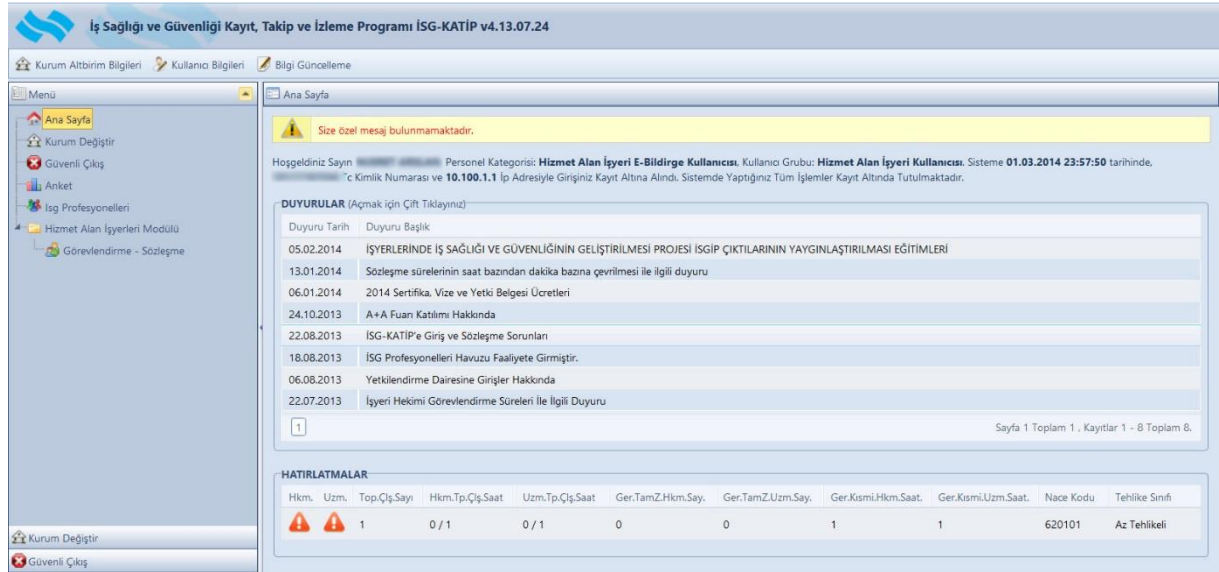 İş Sağlığı ve Güvenliği Kayıt, Takip ve İzleme Programı İSG-KATİP v4.13.07.24
Kurum Altbirim Bilgileri Kullanıcı Bilgileri Bilgi Güncelleme
Menü
Ana Sayfa
Kurum Değiştir
Güvenli Çıkış
Anket
Isg Profesyonelleri
Hizmet Alan İşyerleri Modülü
Görevlendirme - Sözleşme
Kurum Değiştir
Güvenli Çıkış
Ana Sayfa
Size özel mesaj bulunmamaktadır.
Hoşgeldiniz Sayın Personel Kategorisi: Hizmet Alan İşyeri E-Bildirge Kullanıcısı, Kullanıcı Grubu: Hizmet Alan İşyeri Kullanıcısı. Sisteme 01.03.2014 23:57:50 tarihinde,
Tc Kimlik Numarası ve 10.100.1.1 İp Adresiyle Girişiniz Kayıt Altına Alındı. Sistemde Yaptığınız Tüm İşlemler Kayıt Altında Tutulmaktadır.
DUYURULAR (Açmak için Çift Tıklayınız)
Duyuru Tarih Duyuru Başlık
05.02.2014 İŞYERLERİNDE İŞ SAĞLIĞI VE GÜVENLİĞİNİN GELİŞTİRİLMESİ PROJESİ İSGİP ÇIKTILARININ YAYGINLAŞTIRILMASI EĞİTİMLERİ
13.01.2014 Sözleşme sürelerinin saat bazından dakika bazına çevrilmesi ile ilgili duyuru
06.01.2014 2014 Sertifika, Vize ve Yetki Belgesi Ücretleri
24.10.2013 A+A Fuarı Katılımı Hakkında
22.08.2013 İSG-KATİP'e Giriş ve Sözleşme Sorunları
18.08.2013 İSG Profesyonelleri Havuzu Faaliyete Girmiştir.
06.08.2013 Yetkilendirme Dairesine Girişler Hakkında
22.07.2013 İşyeri Hekimi Görevlendirme Süreleri İle İlgili Duyuru
1 Sayfa 1 Toplam 1 , Kayıtlar 1 - 8 Toplam 8.
HATIRLATMALAR
Hkm. Uzm. Top.Çlş.Sayı Hkm.Tp.Çlş.Saat Uzm.Tp.Çlş.Saat Ger.TamZ.Hkm.Say. Ger.TamZ.Uzm.Say. Ger.Kısmi.Hkm.Saat. Ger.Kısmi.Uzm.Saat. Nace Kodu Tehlike Sınıfı
1 0 / 1 0 / 1 0 0 1 1 620101 Az Tehlikeli